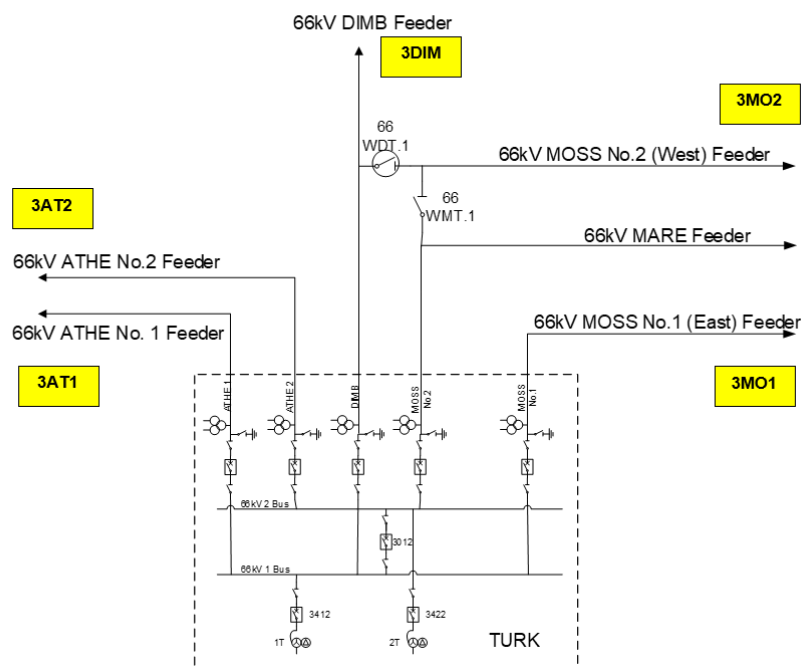 66kV DIMB Feeder
3DIM
3MO2
66
WDT.1
66kV MOSS No.2 (West) Feeder
3AT2
66
WMT.1
66kV MARE Feeder
66kV ATHE No.2 Feeder
66kV MOSS No.1 (East) Feeder
66kV ATHE No. 1 Feeder
3AT1
3MO1
ATHE 1
ATHE 2
DIMB
MOSS
No.2
MOSS
No.1
66kV 2 Bus
3012
66kV 1 Bus
3412
3422
1T
2T
TURK